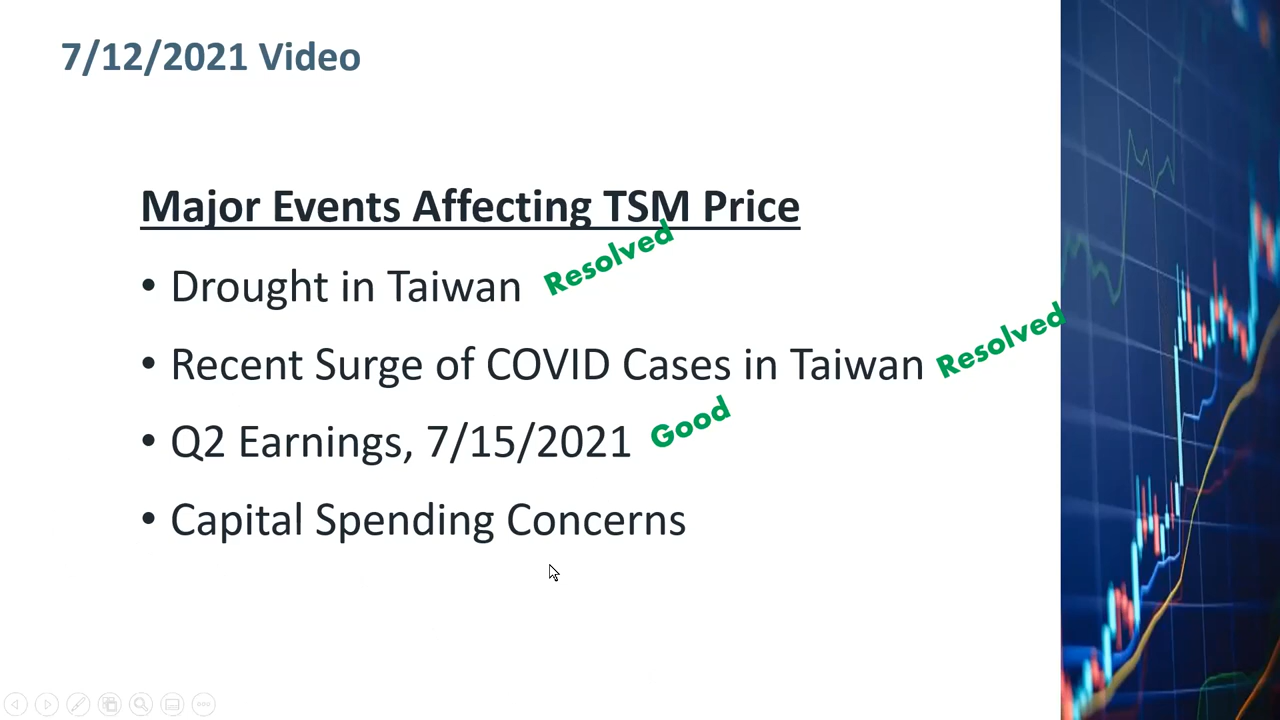 7/12/2021 Video
Major Events Affecting TSM Price
• Drought in Taiwan Resolved
• Recent Surge of COVID Cases in Taiwan Resolved
• Q2 Earnings, 7/15/2021 Good
• Capital Spending Concerns